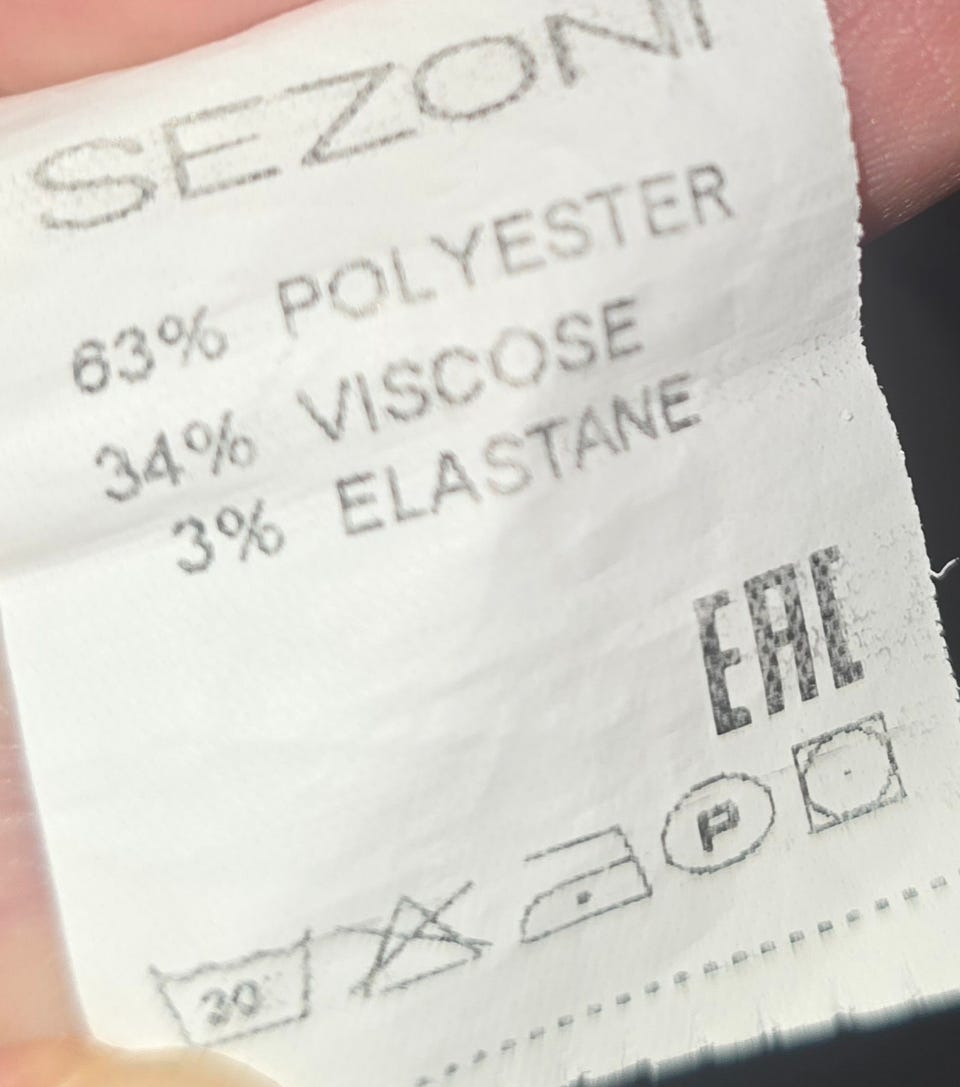 SEZONI
63% POLYESTER
34% VISCOSE
3% ELASTANE
EAC
30
P